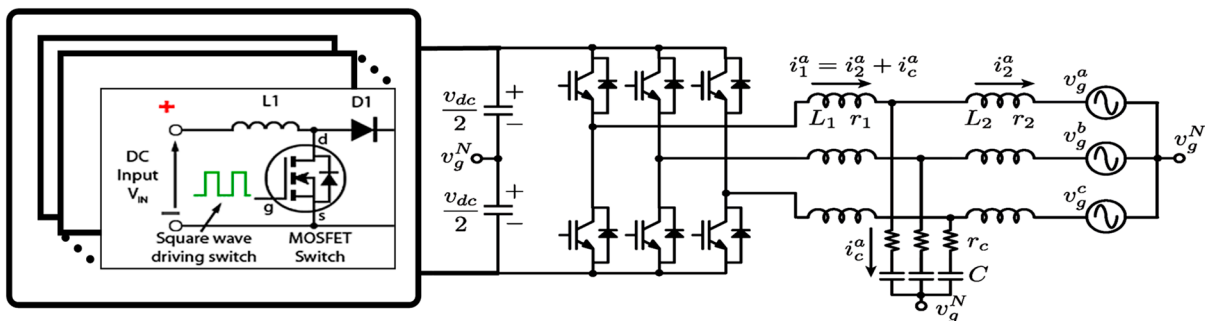 L1
D1
+
d
DC
Input
V_IN
−
g
s
Square wave
driving switch
MOSFET
Switch
v_dc/2
+
−
v_g^N
v_dc/2
+
−
i_1^a = i_2^a + i_c^a
i_2^a
L_1 r_1
L_2 r_2
v_g^a
v_g^b
v_g^c
v_g^N
i_c^a
r_c
C
v_g^N